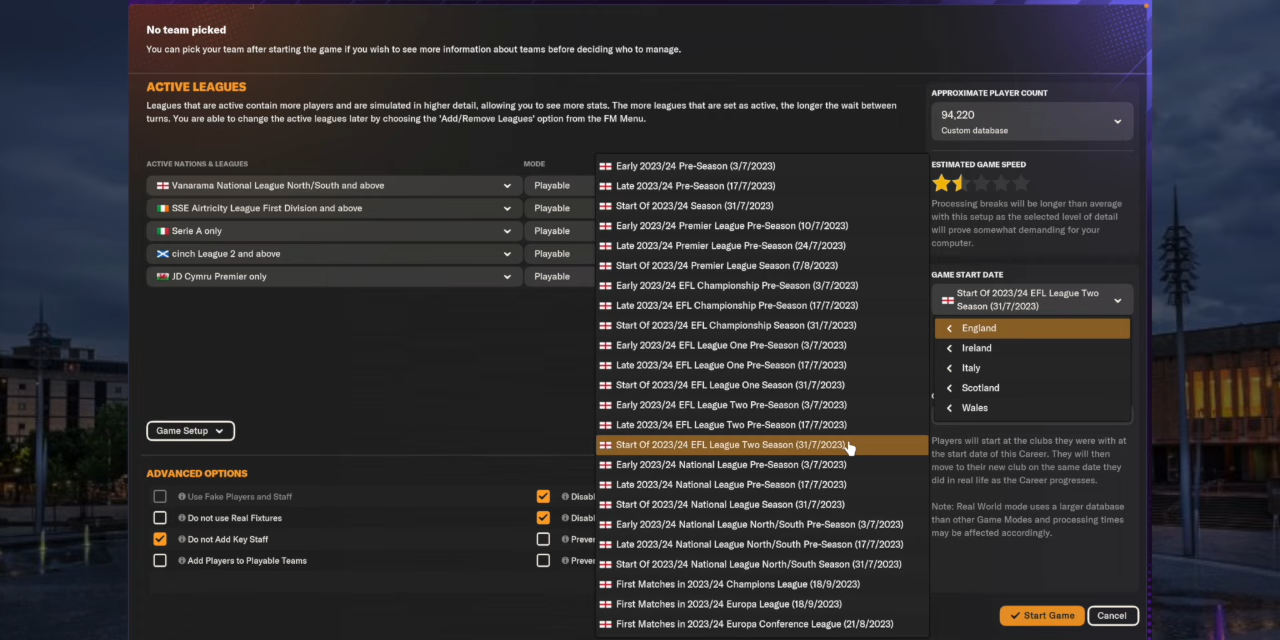 No team picked
You can pick your team after starting the game if you wish to see more information about teams before deciding who to manage.
ACTIVE LEAGUES
Leagues that are active contain more players and are simulated in higher detail, allowing you to see more stats. The more leagues that are set as active, the longer the wait between
turns. You are able to change the active leagues later by choosing the 'Add/Remove Leagues' option from the FM Menu.
ACTIVE NATIONS & LEAGUES
MODE
Vanarama National League North/South and above
Playable
SSE Airtricity League First Division and above
Playable
Serie A only
Playable
cinch League 2 and above
Playable
JD Cymru Premier only
Playable
Game Setup
ADVANCED OPTIONS
Use Fake Players and Staff
Do not use Real Fixtures
Do not Add Key Staff
Add Players to Playable Teams
Early 2023/24 Pre-Season (3/7/2023)
Late 2023/24 Pre-Season (17/7/2023)
Start Of 2023/24 Season (31/7/2023)
Early 2023/24 Premier League Pre-Season (10/7/2023)
Late 2023/24 Premier League Pre-Season (24/7/2023)
Start Of 2023/24 Premier League Season (7/8/2023)
Early 2023/24 EFL Championship Pre-Season (3/7/2023)
Late 2023/24 EFL Championship Pre-Season (17/7/2023)
Start Of 2023/24 EFL Championship Season (31/7/2023)
Early 2023/24 EFL League One Pre-Season (3/7/2023)
Late 2023/24 EFL League One Pre-Season (17/7/2023)
Start Of 2023/24 EFL League One Season (31/7/2023)
Early 2023/24 EFL League Two Pre-Season (3/7/2023)
Late 2023/24 EFL League Two Pre-Season (17/7/2023)
Start Of 2023/24 EFL League Two Season (31/7/2023)
Early 2023/24 National League Pre-Season (3/7/2023)
Late 2023/24 National League Pre-Season (17/7/2023)
Start Of 2023/24 National League Season (31/7/2023)
Early 2023/24 National League North/South Pre-Season (3/7/2023)
Late 2023/24 National League North/South Pre-Season (17/7/2023)
Start Of 2023/24 National League North/South Season (31/7/2023)
First Matches in 2023/24 Champions League (18/9/2023)
First Matches in 2023/24 Europa League (18/9/2023)
First Matches in 2023/24 Europa Conference League (21/8/2023)
APPROXIMATE PLAYER COUNT
94,220
Custom database
ESTIMATED GAME SPEED
Processing breaks will be longer than average
with this setup as the selected level of detail
will prove somewhat demanding for your
computer.
GAME START DATE
Start Of 2023/24 EFL League Two
Season (31/7/2023)
England
Ireland
Italy
Scotland
Wales
Players will start at the clubs they were with at
the start date of this Career. They will then
move to their new club on the same date they
did in real life as the Career progresses.
Note: Real World mode uses a larger database
than other Game Modes and processing times
may be affected accordingly.
Start Game
Cancel